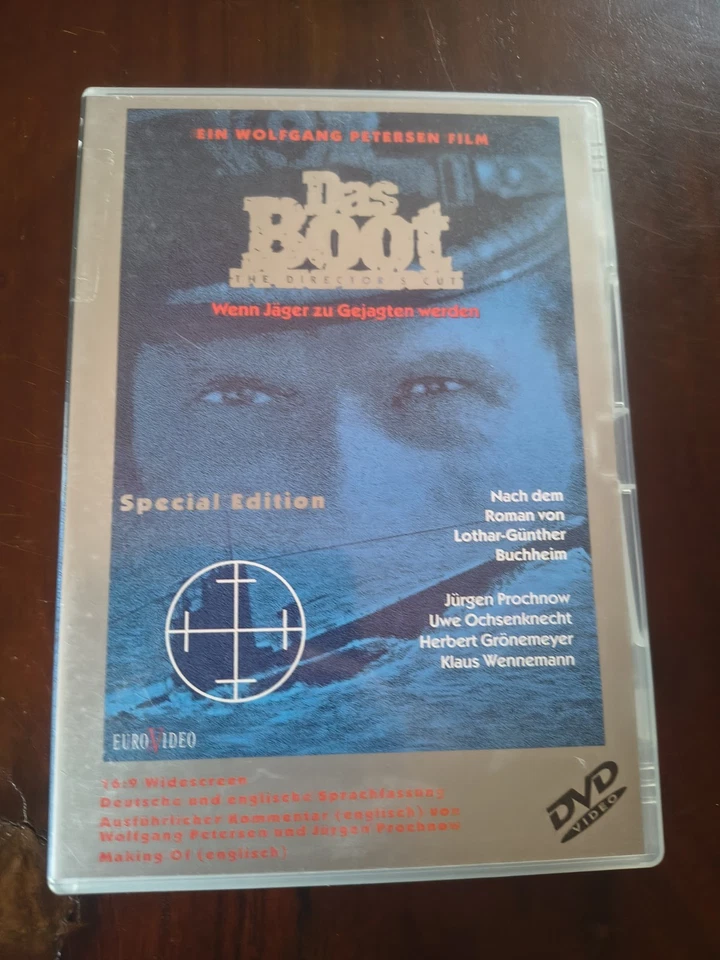 EIN WOLFGANG PETERSEN FILM
Das
Boot
THE DIRECTOR'S CUT
Wenn Jäger zu Gejagten werden
Special Edition
Nach dem
Roman von
Lothar-Günther
Buchheim
Jürgen Prochnow
Uwe Ochsenknecht
Herbert Grönemeyer
Klaus Wennemann
EUROVIDEO
16:9 Widescreen
Deutsche und englische Sprachfassung
Ausführlicher Kommentar (englisch) von
Wolfgang Petersen und Jürgen Prochnow
Making Of (englisch)
DVD
VIDEO